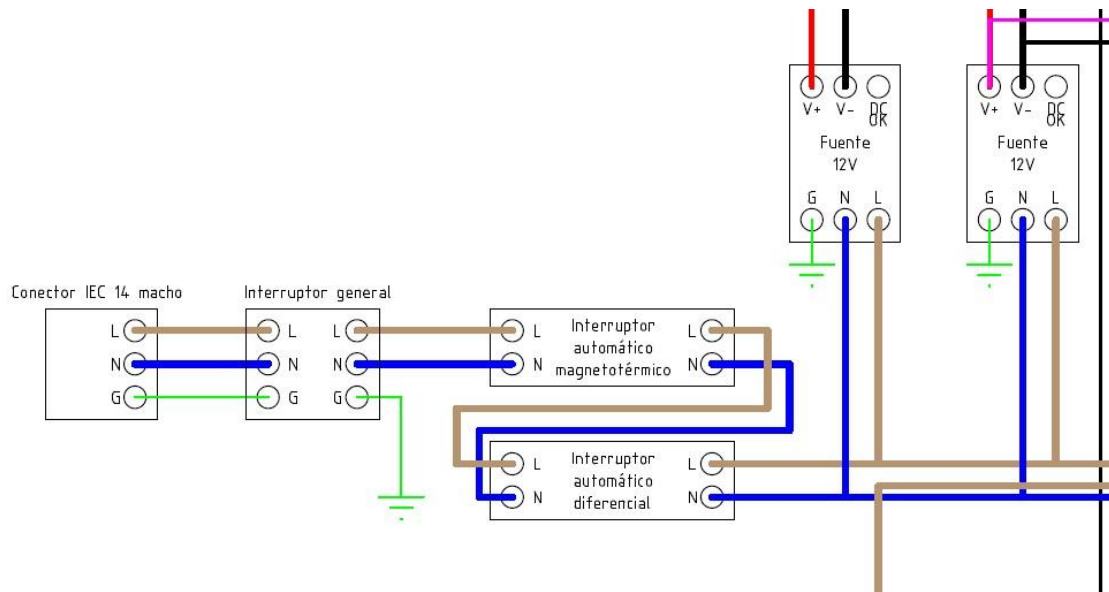 V+ V- DC OK
Fuente
12V
G N L
V+ V- DC OK
Fuente
12V
G N L
Conector IEC 14 macho
L
N
G
Interruptor general
L L
N N
G G
L Interruptor L
automático
N magnetotérmico N
L Interruptor L
automático
N diferencial N